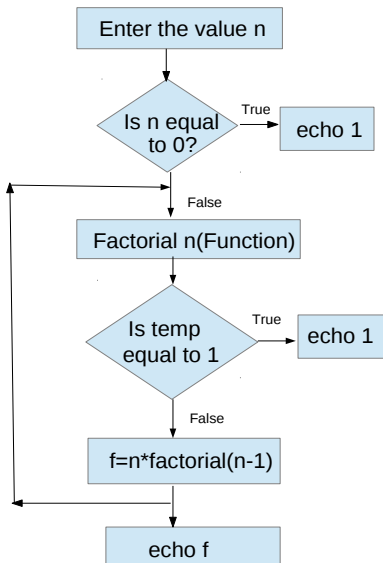 Enter the value n
Is n equal
to 0?
True
echo 1
False
Factorial n(Function)
Is temp
equal to 1
True
echo 1
False
f=n*factorial(n-1)
echo f